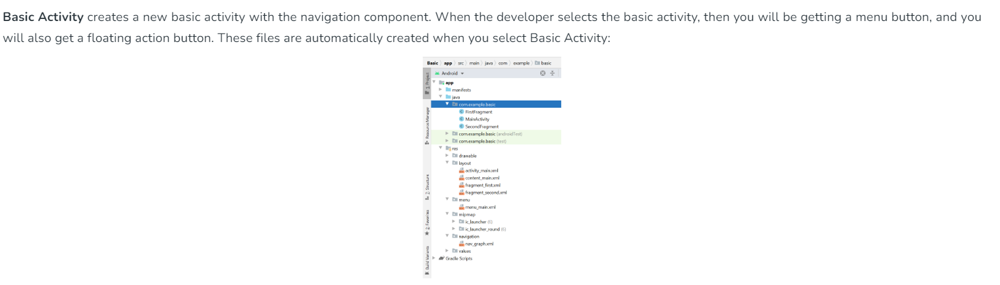 Basic Activity creates a new basic activity with the navigation component. When the developer selects the basic activity, then you will be getting a menu button, and you
will also get a floating action button. These files are automatically created when you select Basic Activity:
Basic app src main java com example basic
Android
1: Project
app
manifests
java
com.example.basic
FirstFragment
MainActivity
SecondFragment
Resource Manager
com.example.basic (androidTest)
com.example.basic (test)
res
drawable
layout
activity_main.xml
content_main.xml
fragment_first.xml
fragment_second.xml
Z: Structure
menu
menu_main.xml
mipmap
ic_launcher (6)
ic_launcher_round (6)
2: Favorites
navigation
nav_graph.xml
values
Gradle Scripts
Build Variants